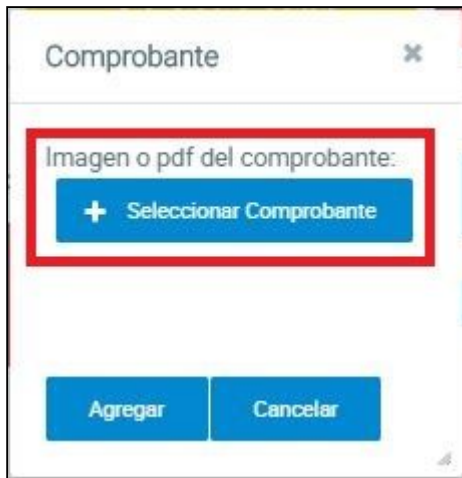 Comprobante
Imagen o pdf del comprobante:
Seleccionar Comprobante
Agregar
Cancelar